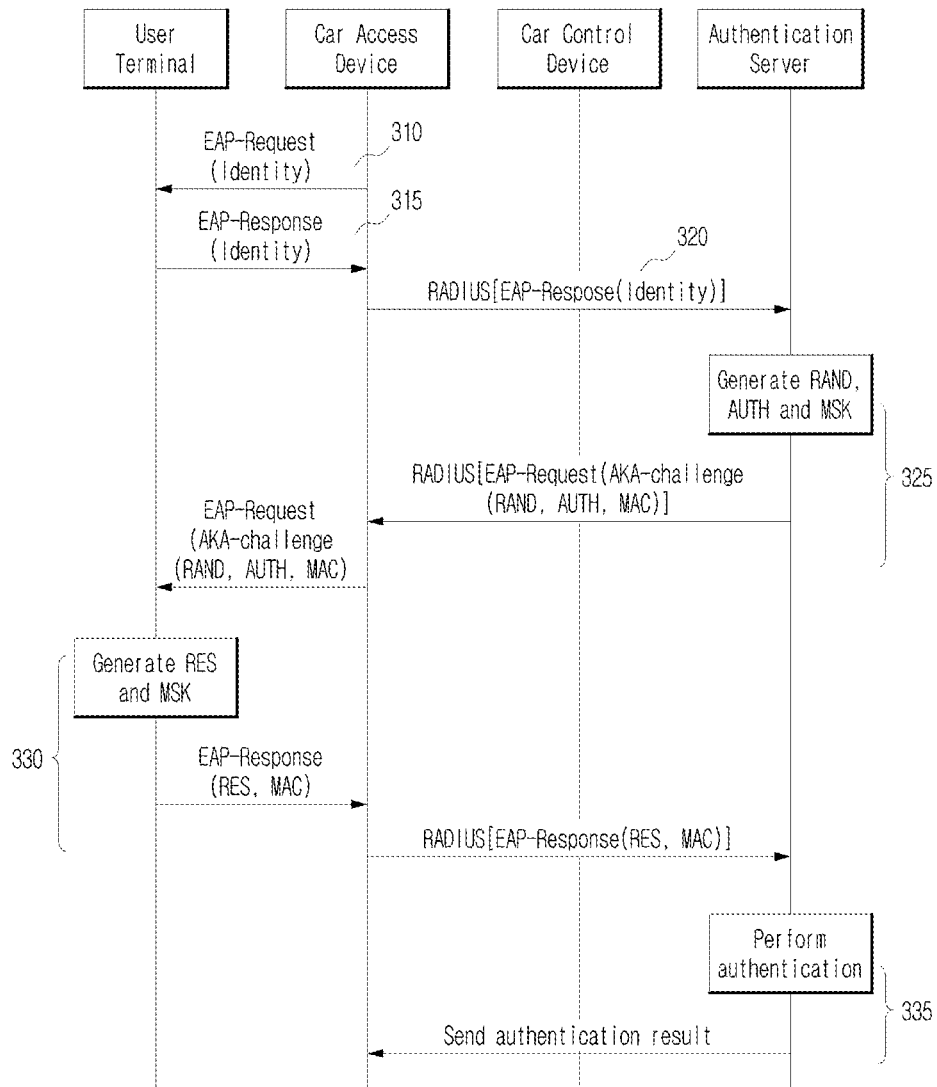 User
Terminal
Car Access
Device
Car Control
Device
Authentication
Server
EAP-Request
(Identity)
310
EAP-Response
(Identity)
315
320
RADIUS[EAP-Respose(Identity)]
Generate RAND,
AUTH and MSK
325
RADIUS[EAP-Request(AKA-challenge
(RAND, AUTH, MAC)]
EAP-Request
(AKA-challenge
(RAND, AUTH, MAC)
Generate RES
and MSK
330
EAP-Response
(RES, MAC)
RADIUS[EAP-Response(RES, MAC)]
Perform
authentication
335
Send authentication result